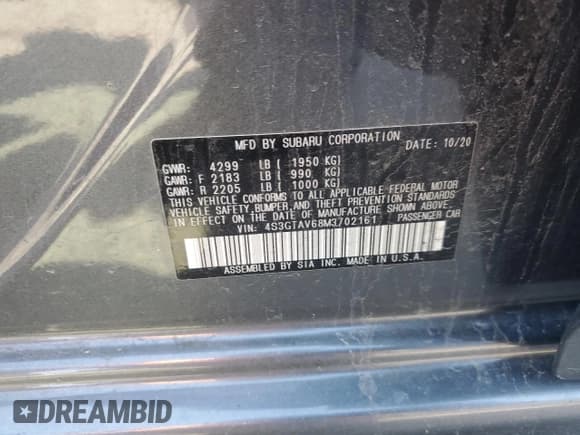 MFD BY SUBARU CORPORATION DATE: 10/20
GVWR: 4299 LB ( 1950 KG)
GAWR: F 2183 LB ( 990 KG)
GAWR: R 2205 LB ( 1000 KG)
THIS VEHICLE CONFORMS TO ALL APPLICABLE FEDERAL MOTOR
VEHICLE SAFETY, BUMPER, AND THEFT PREVENTION STANDARDS
IN EFFECT ON THE DATE OF MANUFACTURE SHOWN ABOVE.
VIN: 4S3GTAV68M3702161 PASSENGER CAR
ASSEMBLED BY SIA INC. MADE IN U.S.A.
DREAMBID